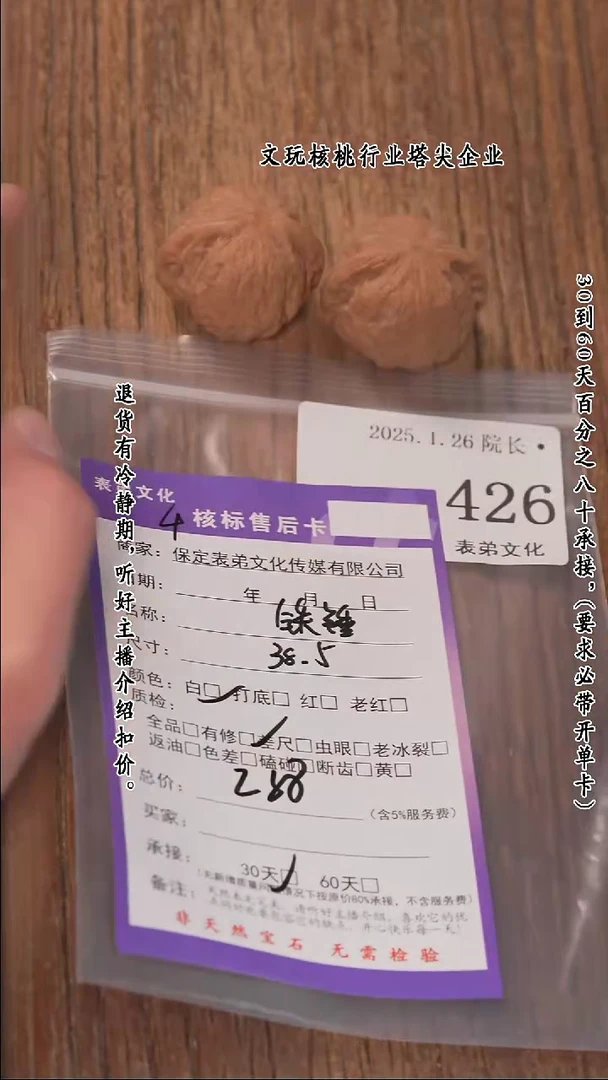 文玩核桃行业塔尖企业
30到60天百分之八十承接，（要求必带开单卡）
退货有冷静期，听好主播介绍扣价。
2025.1.26 院长·
426
表弟文化
表弟文化
4 核标售后卡
商家：保定表弟文化传媒有限公司
日期： 年 月 日
名称：
尺寸：38.5
颜色：白□ 打底□ 红□ 老红□
质检：
全品□有修□差尺□虫眼□老冰裂□
返油□色差□磕碰□断齿□黄□
总价：288（含5%服务费）
买家：
承接：30天□ 60天□
备注：
非天然宝石 无需检验